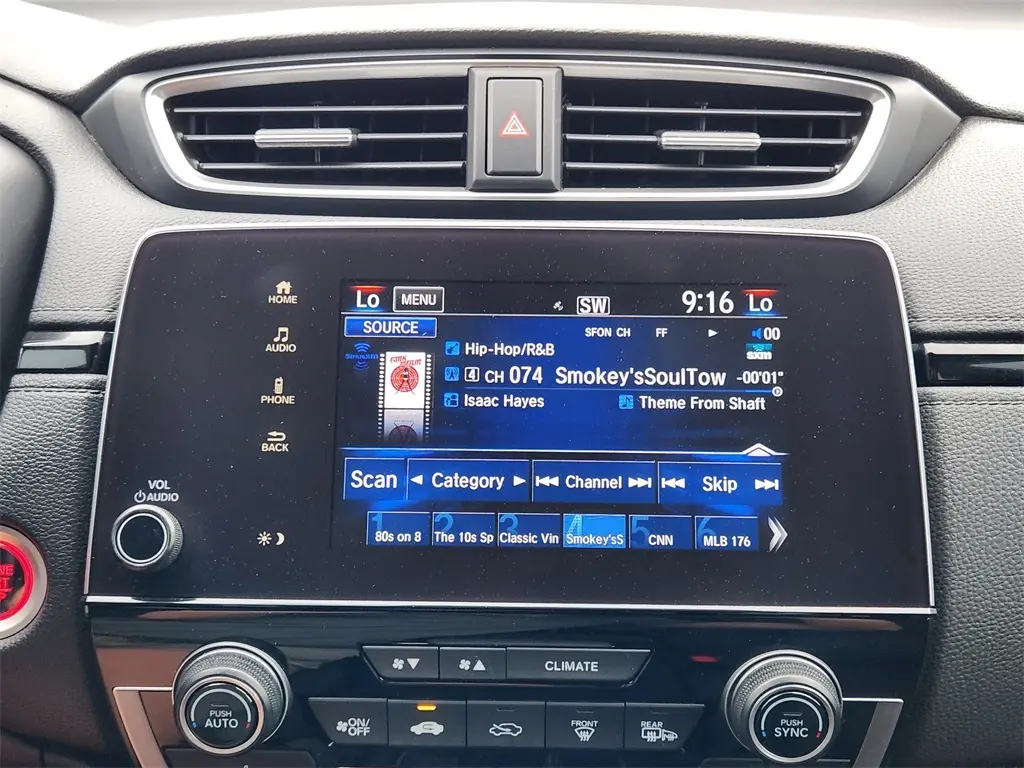 HOME
AUDIO
PHONE
BACK
VOL
AUDIO
Lo MENU SW 9:16 Lo
SOURCE SFON CH FF 00
SiriusXM
sxm
Hip-Hop/R&B
4 CH 074 Smokey'sSoulTow -00'01"
Isaac Hayes Theme From Shaft
Scan Category Channel Skip
1 80s on 8
2 The 10s Sp
3 Classic Vin
4 Smokey'sS
5 CNN
6 MLB 176
CLIMATE
PUSH
AUTO
ON/
OFF
FRONT
REAR
PUSH
SYNC